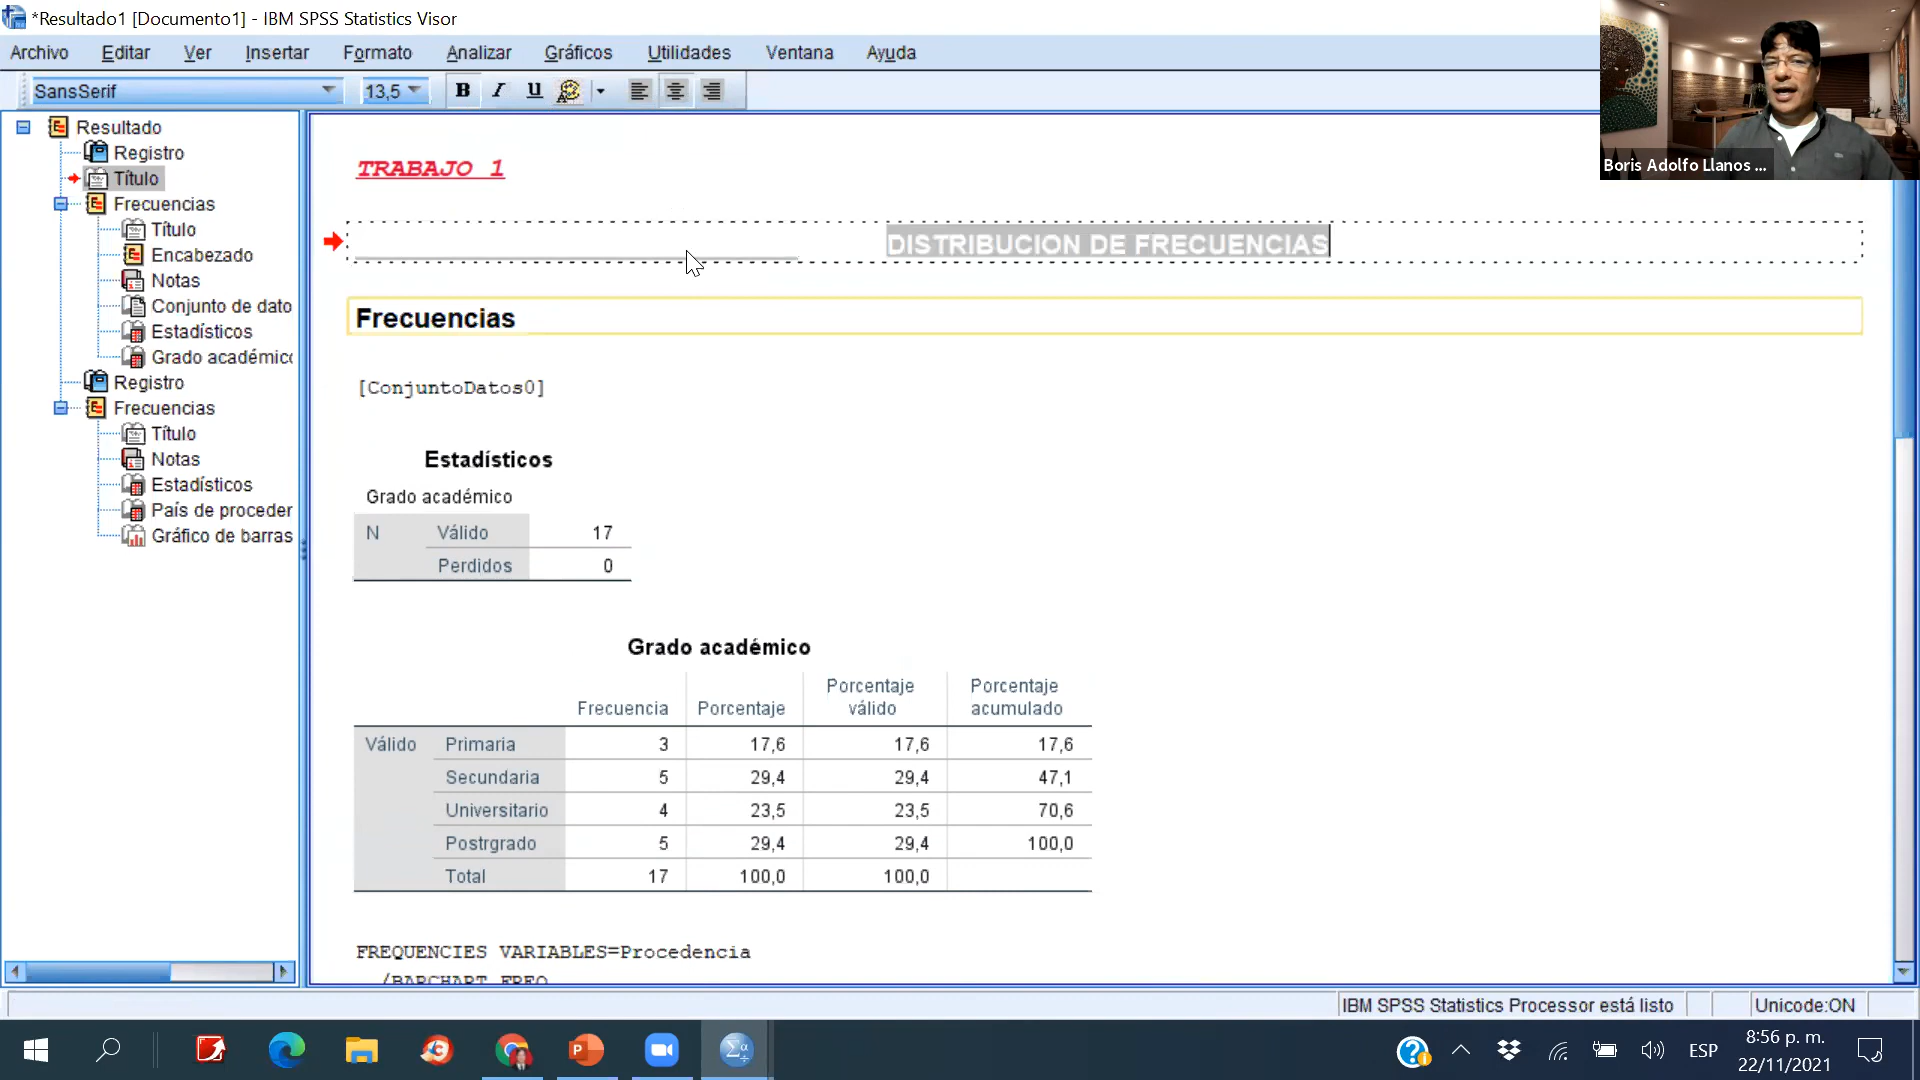 *Resultado1 [Documento1] - IBM SPSS Statistics Visor
Archivo Editar Ver Insertar Formato Analizar Gráficos Utilidades Ventana Ayuda
SansSerif 13,5 B I U
Boris Adolfo Llanos ...
Resultado
Registro
Título
Frecuencias
Título
Encabezado
Notas
Conjunto de dato
Estadísticos
Grado académico
Registro
Frecuencias
Título
Notas
Estadísticos
País de proceder
Gráfico de barras
TRABAJO 1
DISTRIBUCION DE FRECUENCIAS
Frecuencias
[ConjuntoDatos0]
Estadísticos
Grado académico
N Válido 17
Perdidos 0
Grado académico
Frecuencia Porcentaje Porcentaje válido Porcentaje acumulado
Válido Primaria 3 17,6 17,6 17,6
Secundaria 5 29,4 29,4 47,1
Universitario 4 23,5 23,5 70,6
Postrgrado 5 29,4 29,4 100,0
Total 17 100,0 100,0
FREQUENCIES VARIABLES=Procedencia
/BARCHART FREQ
IBM SPSS Statistics Processor está listo Unicode:ON
ESP
8:56 p. m.
22/11/2021